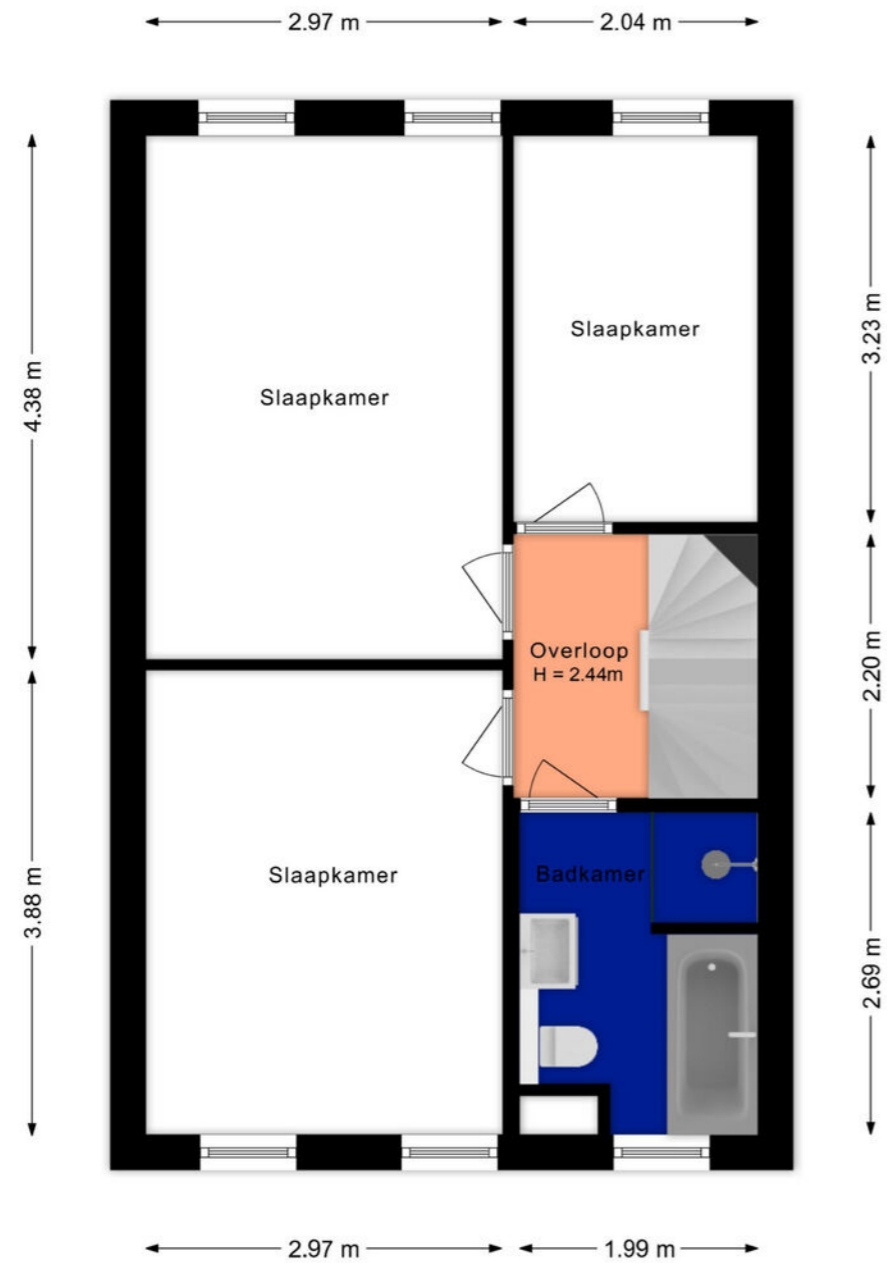 2.97 m
2.04 m
4.38 m
3.23 m
Slaapkamer
Slaapkamer
Overloop
H = 2.44m
2.20 m
Slaapkamer
Badkamer
3.88 m
2.69 m
2.97 m
1.99 m